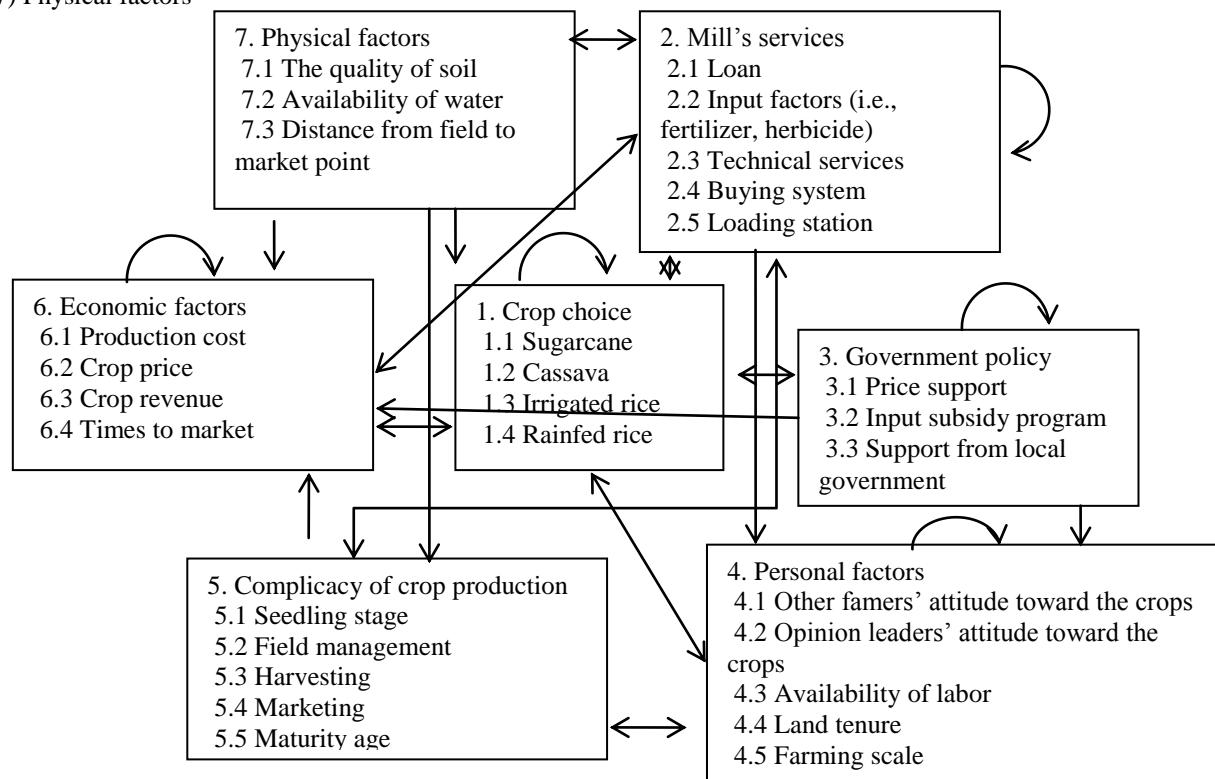 7) Physical factors
7. Physical factors
7.1 The quality of soil
7.2 Availability of water
7.3 Distance from field to
market point
2. Mill’s services
2.1 Loan
2.2 Input factors (i.e.,
fertilizer, herbicide)
2.3 Technical services
2.4 Buying system
2.5 Loading station
6. Economic factors
6.1 Production cost
6.2 Crop price
6.3 Crop revenue
6.4 Times to market
1. Crop choice
1.1 Sugarcane
1.2 Cassava
1.3 Irrigated rice
1.4 Rainfed rice
3. Government policy
3.1 Price support
3.2 Input subsidy program
3.3 Support from local
government
5. Complicacy of crop production
5.1 Seedling stage
5.2 Field management
5.3 Harvesting
5.4 Marketing
5.5 Maturity age
4. Personal factors
4.1 Other famers’ attitude toward the crops
4.2 Opinion leaders’ attitude toward the
crops
4.3 Availability of labor
4.4 Land tenure
4.5 Farming scale